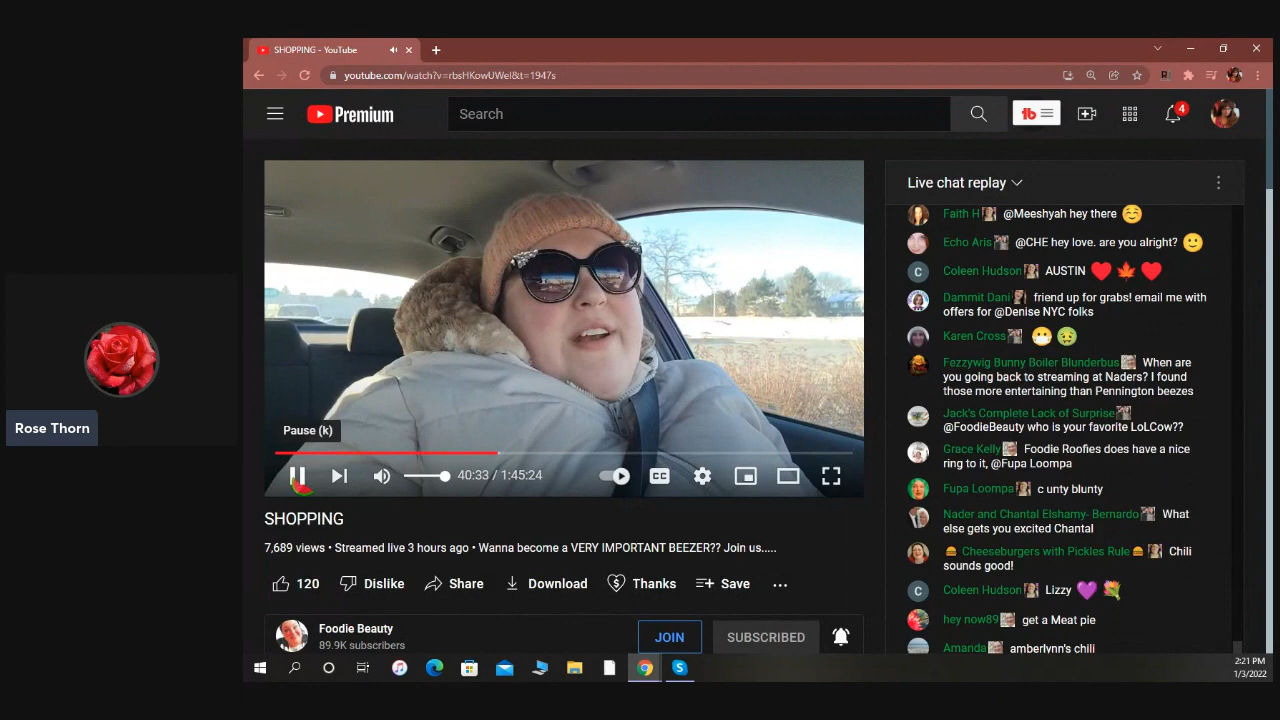 SHOPPING - YouTube
youtube.com/watch?v=rbsHKowUWeI&t=1947s
Premium
Search
tb
4
Live chat replay
Faith H @Meeshyah hey there
Echo Aris @CHE hey love. are you alright?
C Coleen Hudson AUSTIN
Dammit Dani friend up for grabs! email me with
offers for @Denise NYC folks
Karen Cross
Fezzywig Bunny Boiler Blunderbus When are
you going back to streaming at Naders? I found
those more entertaining than Pennington beezes
Jack's Complete Lack of Surprise
@FoodieBeauty who is your favorite LoLCow??
Grace Kelly Foodie Roofies does have a nice
ring to it, @Fupa Loompa
Fupa Loompa c unty blunty
Nader and Chantal Elshamy- Bernardo What
else gets you excited Chantal
Cheeseburgers with Pickles Rule Chili
sounds good!
C Coleen Hudson Lizzy
hey now89 get a Meat pie
Amanda amberlynn's chili
Rose Thorn
Pause (k)
40:33 / 1:45:24
CC
SHOPPING
7,689 views • Streamed live 3 hours ago • Wanna become a VERY IMPORTANT BEEZER?? Join us.....
120 Dislike Share Download Thanks Save
Foodie Beauty
89.9K subscribers
JOIN
SUBSCRIBED
2:21 PM
1/3/2022